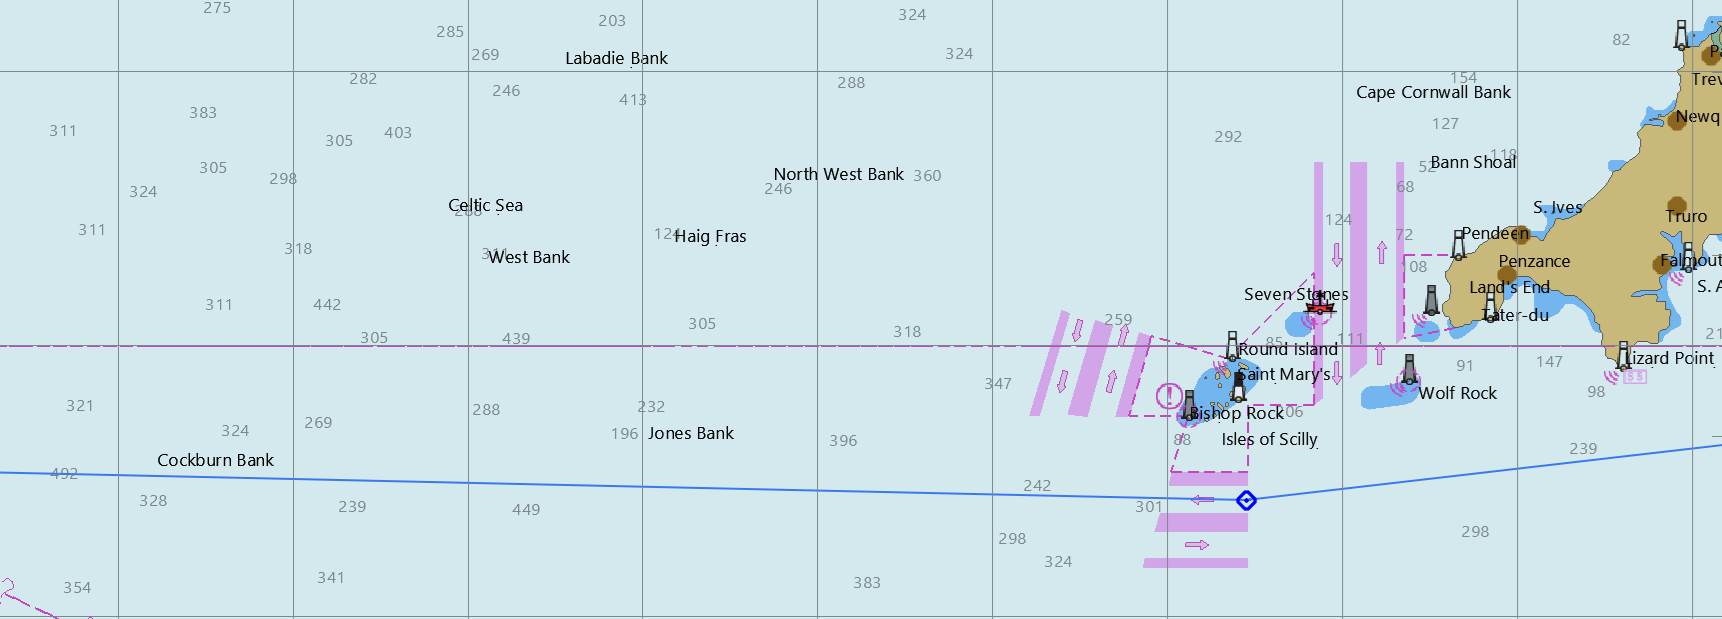 275
203
324
285
269
Labadie Bank
324
82
282
246
413
288
154
Cape Cornwall Bank
Trev
383
311
305
403
292
127
Newq
305
298
324
North West Bank
246
360
52
Bann Shoal
118
68
Celtic Sea
288
124
S. Ives
Truro
311
318
124
Haig Fras
72
Pendeen
311
West Bank
108
Penzance
Falmout
311
442
Seven Stones
Land's End
S. A
305
439
305
318
259
Tater-du
21
85
111
Round Island
147
Lizard Point
347
Saint Mary's
91
98
Wolf Rock
321
324
269
288
232
196
Jones Bank
396
Bishop Rock
206
88
Isles of Scilly
239
Cockburn Bank
492
328
239
449
242
301
298
298
324
354
341
383